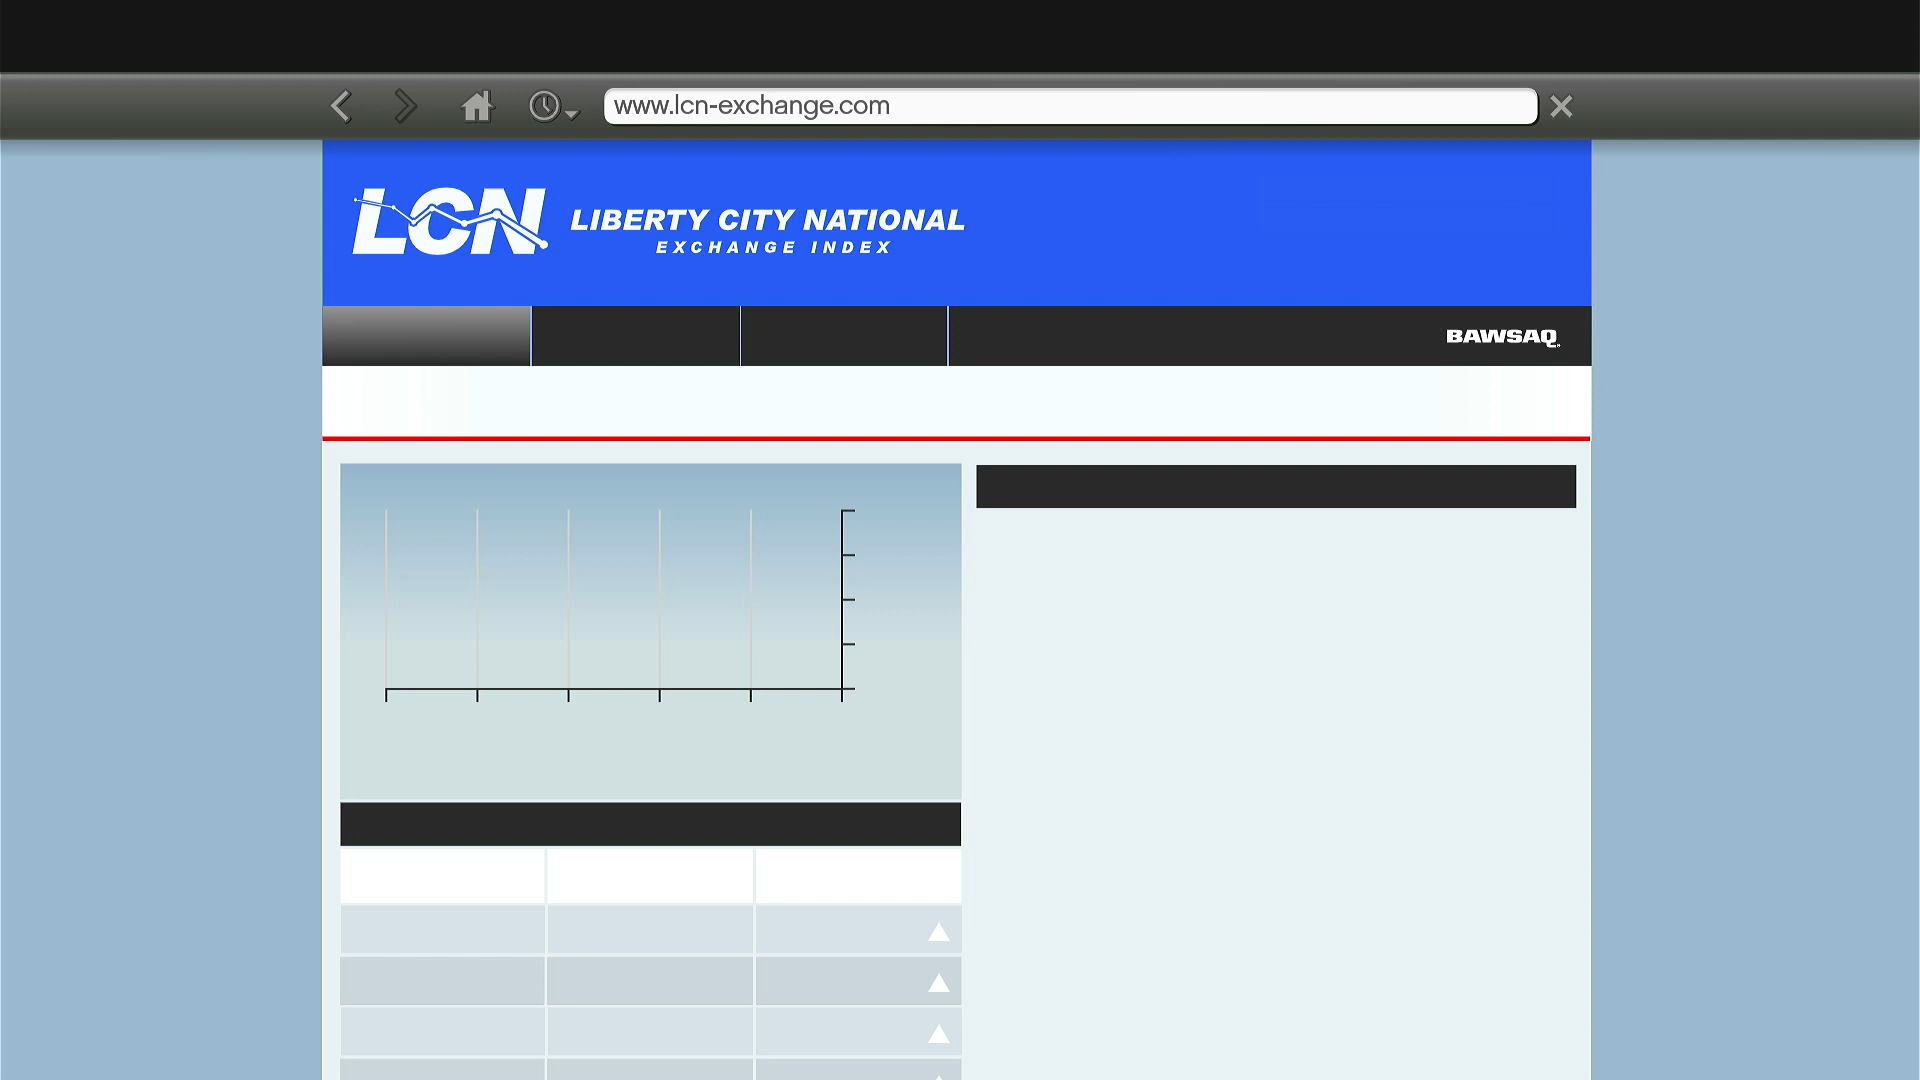 www.lcn-exchange.com
LCN
LIBERTY CITY NATIONAL
EXCHANGE INDEX
BAWSAQ